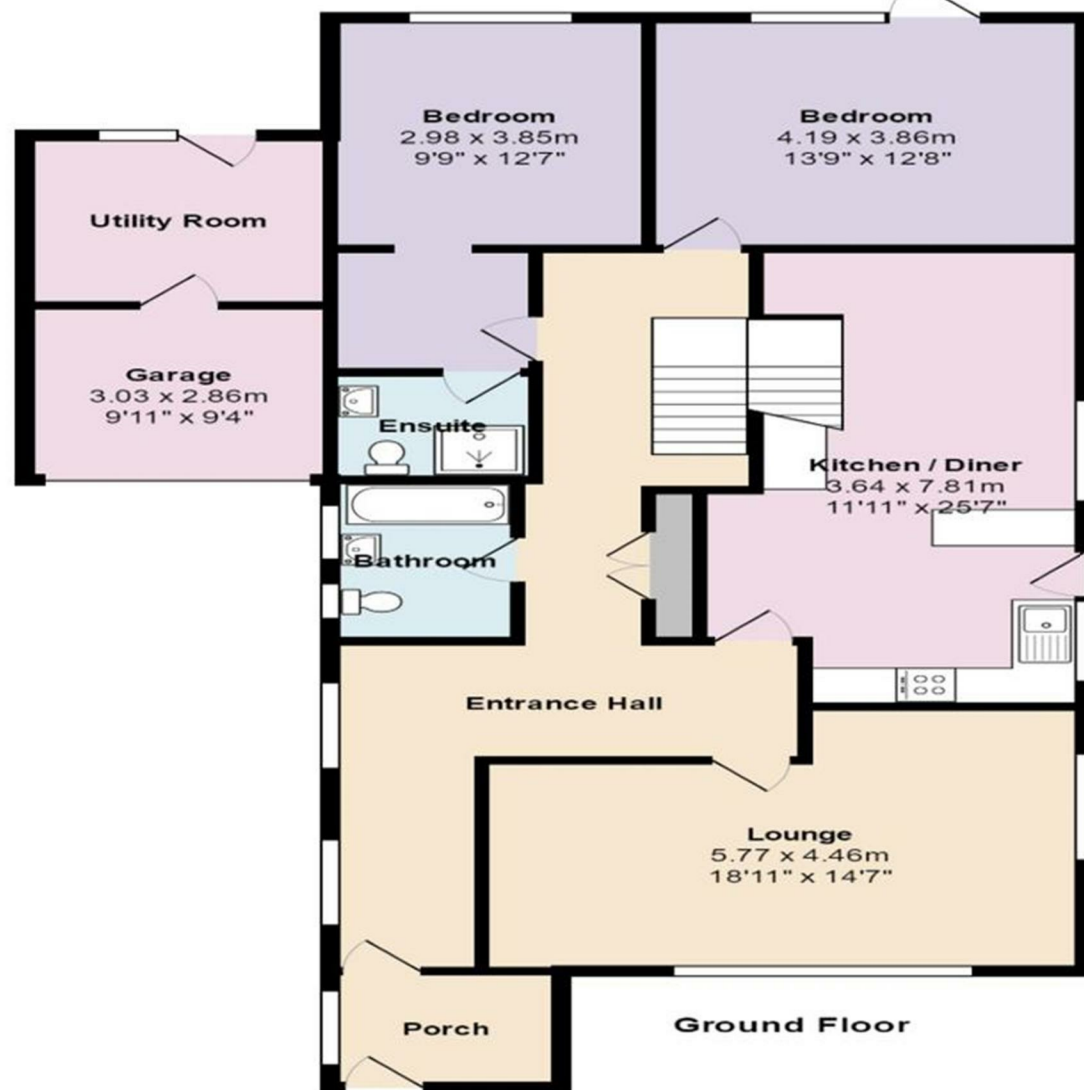 Bedroom
2.98 x 3.85m
9'9" x 12'7"
Bedroom
4.19 x 3.86m
13'9" x 12'8"
Utility Room
Garage
3.03 x 2.86m
9'11" x 9'4"
Ensuite
Kitchen / Diner
3.64 x 7.81m
11'11" x 25'7"
Bathroom
Entrance Hall
Lounge
5.77 x 4.46m
18'11" x 14'7"
Porch
Ground Floor